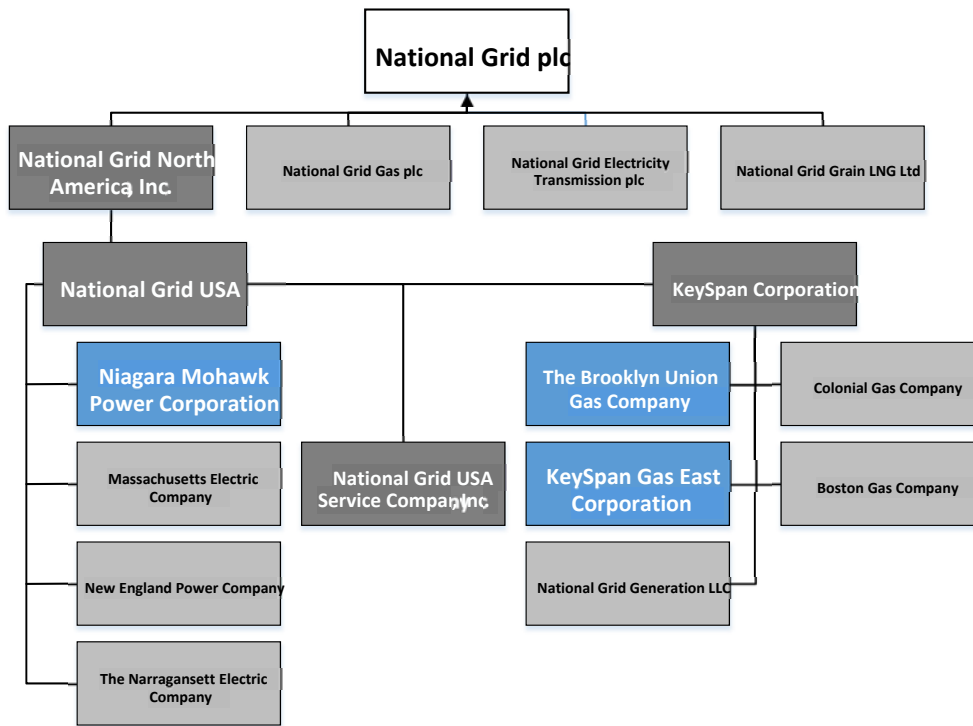 National Grid plc
National Grid North
America, Inc.
National Grid Gas plc
National Grid Electricity
Transmission plc
National Grid Grain LNG Ltd
National Grid USA
KeySpan Corporation
Niagara Mohawk
Power Corporation
The Brooklyn Union
Gas Company
Colonial Gas Company
Massachusetts Electric
Company
National Grid USA
Service Company, Inc.
KeySpan Gas East
Corporation
Boston Gas Company
New England Power Company
National Grid Generation LLC
The Narragansett Electric
Company